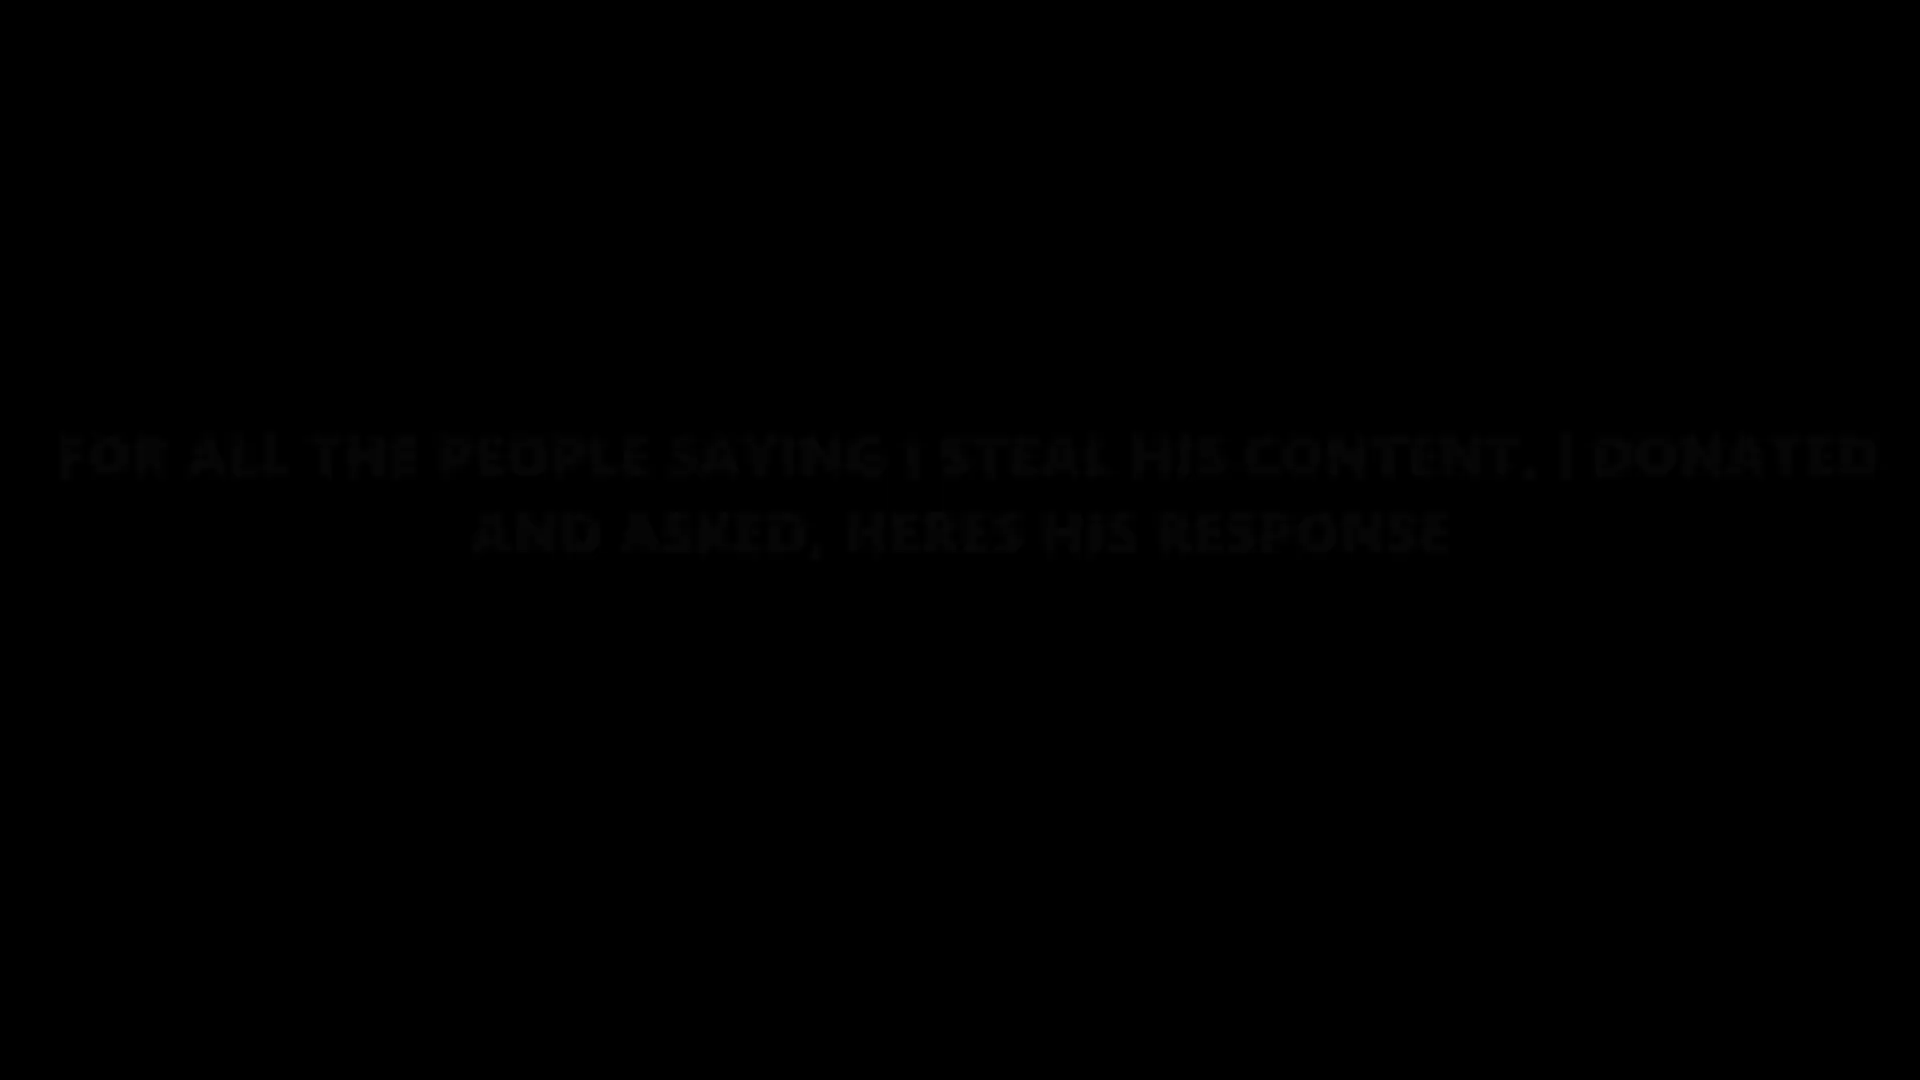 FOR ALL THE PEOPLE SAYING I STEAL HIS CONTENT, I DONATED
AND ASKED, HERES HIS RESPONSE